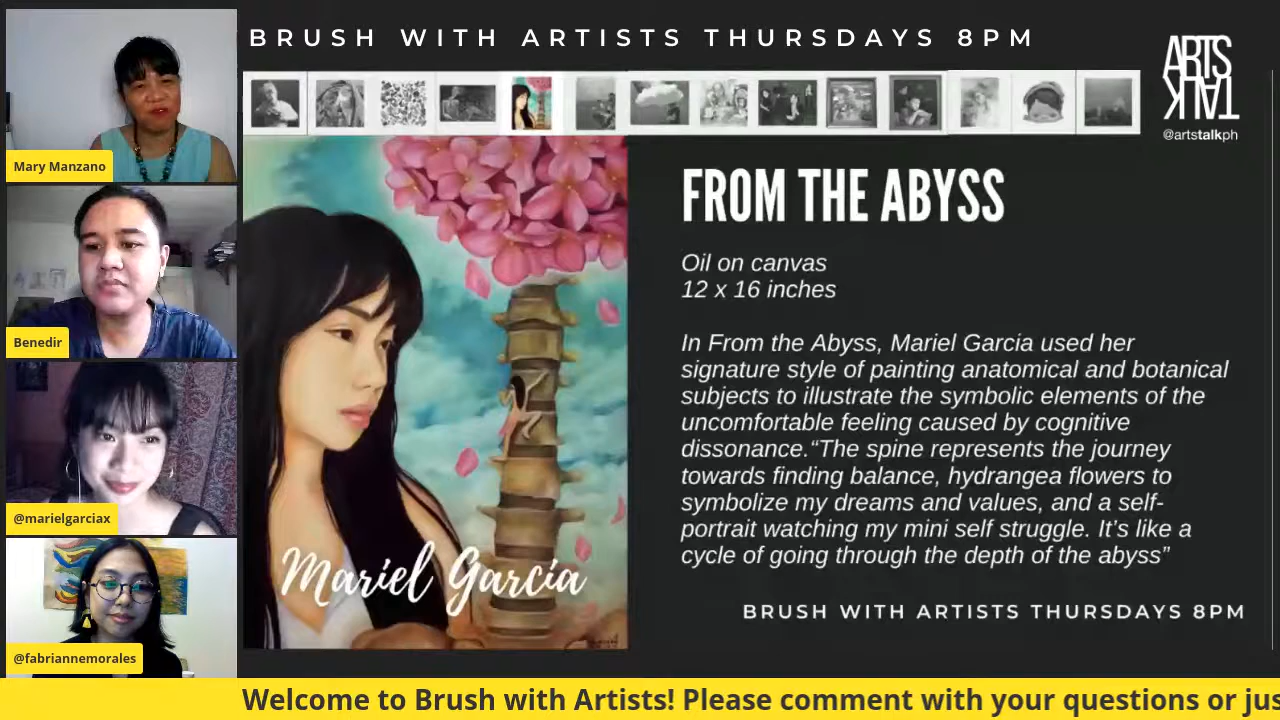 BRUSH WITH ARTISTS THURSDAYS 8PM
ARTS
TALK
@artstalkph
Mary Manzano
Benedir
@marielgarciax
@fabriannemorales
Mariel Garcia
FROM THE ABYSS
Oil on canvas
12 x 16 inches
In From the Abyss, Mariel Garcia used her
signature style of painting anatomical and botanical
subjects to illustrate the symbolic elements of the
uncomfortable feeling caused by cognitive
dissonance.“The spine represents the journey
towards finding balance, hydrangea flowers to
symbolize my dreams and values, and a self-
portrait watching my mini self struggle. It’s like a
cycle of going through the depth of the abyss”
BRUSH WITH ARTISTS THURSDAYS 8PM
Welcome to Brush with Artists! Please comment with your questions or jus